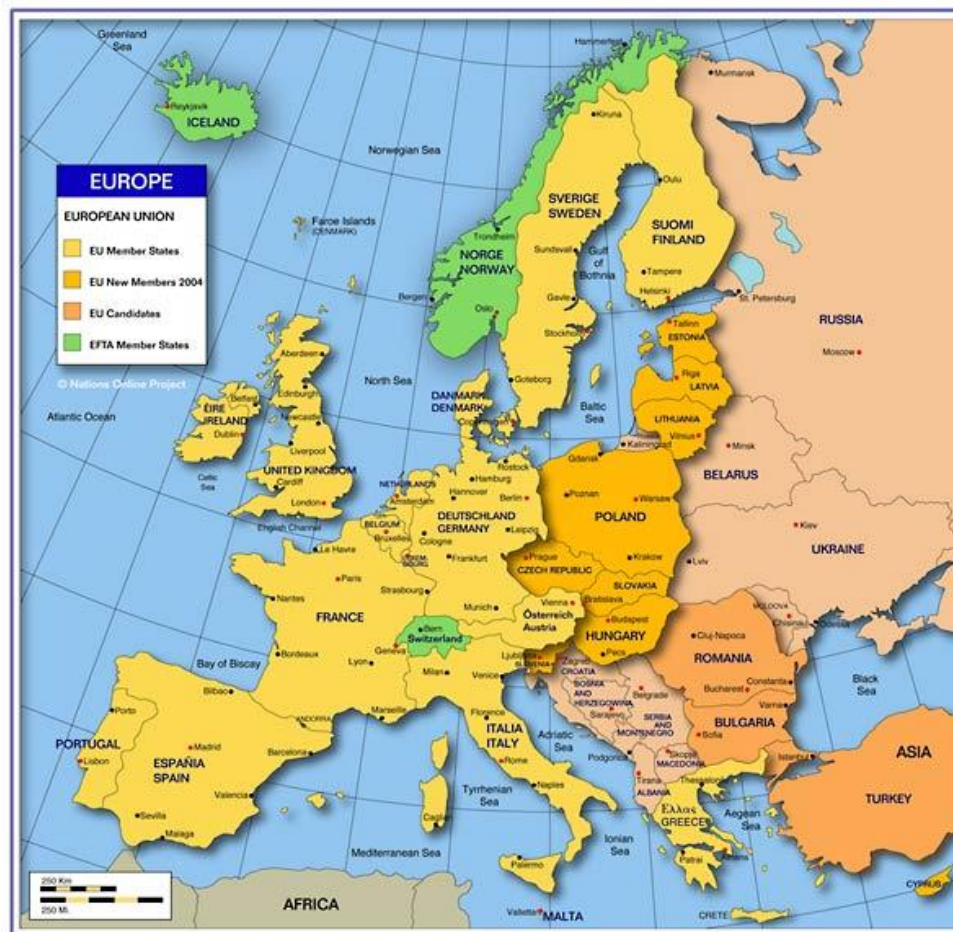 Greenland
Sea
Hammerfest
Murmansk
Reykjavik
ICELAND
Kiruna
Norwegian Sea
EUROPE
EUROPEAN UNION
EU Member States
EU New Members 2004
EU Candidates
EFTA Member States
© Nations Online Project
Oulu
SVERIGE
SWEDEN
SUOMI
FINLAND
Faroe Islands
(DENMARK)
Trondheim
NORGE
NORWAY
Sundsvall
Gulf
of
Bothnia
Tampere
Helsinki
Bergen
Oslo
Gavle
Stockholm
St. Petersburg
RUSSIA
Moscow
Tallinn
ESTONIA
Riga
LATVIA
LITHUANIA
Vilnius
Kaliningrad
Minsk
BELARUS
Aberdeen
Edinburgh
North Sea
Goteborg
Atlantic Ocean
ÉIRE
IRELAND
Belfast
Dublin
Newcastle
Liverpool
UNITED KINGDOM
Cardiff
London
Celtic
Sea
English Channel
DANMARK
DENMARK
Baltic
Sea
Gdansk
Rostock
Hamburg
NETHERLANDS
Amsterdam
Hannover
Berlin
Poznan
Warsaw
POLAND
DEUTSCHLAND
GERMANY
Leipzig
BELGIUM
Bruxelles
Cologne
Le Havre
Frankfurt
Prague
CZECH REPUBLIC
Krakow
Lviv
Kiev
UKRAINE
Paris
Strasbourg
SLOVAKIA
Bratislava
Nantes
FRANCE
Munich
Vienna
Österreich
Austria
Budapest
HUNGARY
Pecs
MOLDOVA
Chisinau
Odessa
Bern
Switzerland
Geneva
Cluj-Napoca
ROMANIA
Bay of Biscay
Bordeaux
Lyon
Milan
Venice
Ljubljana
SLOVENIA
Zagreb
CROATIA
BOSNIA
AND
HERZEGOWINA
Sarajevo
Belgrade
SERBIA
AND
MONTENEGRO
Bucharest
Constanta
Black
Sea
Bilbao
Porto
ANDORRA
Marseille
Florence
ITALIA
ITALY
Adriatic
Sea
Podgorica
Varna
BULGARIA
Sofia
Skopje
MACEDONIA
PORTUGAL
Lisbon
Madrid
ESPAÑIA
SPAIN
Barcelona
Valencia
Rome
Naples
Tirana
ALBANIA
Thessaloniki
Istanbul
ASIA
TURKEY
Sevilla
Malaga
Cagliari
Tyrrhenian
Sea
Ελλας
GREECE
Aegean
Sea
Mediterranean Sea
Palermo
Ionian
Sea
Patrai
Athens
250 Km
250 Mi.
AFRICA
Valletta
MALTA
CRETE
CYPRUS